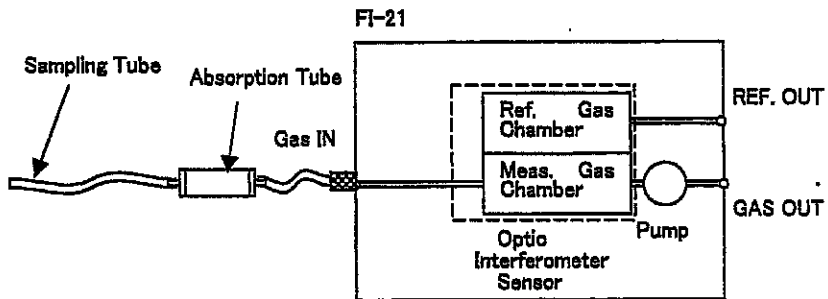 FI-21
Sampling Tube
Absorption Tube
Gas IN
Ref. Gas
Chamber
Meas. Gas
Chamber
REF. OUT
GAS OUT
Pump
Optic
Interferometer
Sensor